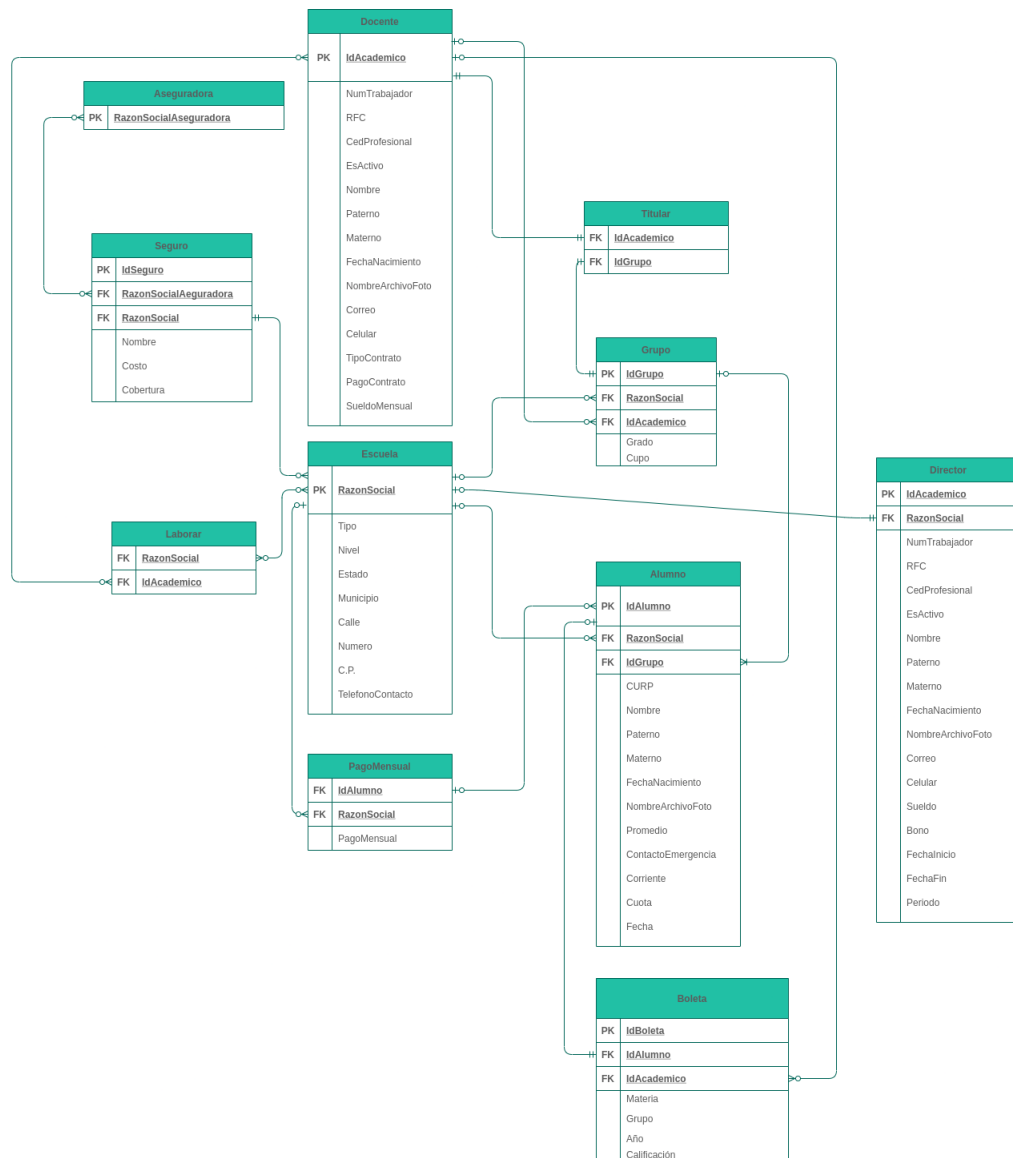 Docente
PK IdAcademico
NumTrabajador
RFC
CedProfesional
EsActivo
Nombre
Paterno
Materno
FechaNacimiento
NombreArchivoFoto
Correo
Celular
TipoContrato
PagoContrato
SueldoMensual
Aseguradora
PK RazonSocialAseguradora
Titular
FK IdAcademico
FK IdGrupo
Seguro
PK IdSeguro
FK RazonSocialAeguradora
FK RazonSocial
Nombre
Costo
Cobertura
Grupo
PK IdGrupo
FK RazonSocial
FK IdAcademico
Grado
Cupo
Escuela
PK RazonSocial
Tipo
Nivel
Estado
Municipio
Calle
Numero
C.P.
TelefonoContacto
Director
PK IdAcademico
FK RazonSocial
NumTrabajador
RFC
CedProfesional
EsActivo
Nombre
Paterno
Materno
FechaNacimiento
NombreArchivoFoto
Correo
Celular
Sueldo
Bono
FechaInicio
FechaFin
Periodo
Laborar
FK RazonSocial
FK IdAcademico
Alumno
PK IdAlumno
FK RazonSocial
FK IdGrupo
CURP
Nombre
Paterno
Materno
FechaNacimiento
NombreArchivoFoto
Promedio
ContactoEmergencia
Corriente
Cuota
Fecha
PagoMensual
FK IdAlumno
FK RazonSocial
PagoMensual
Boleta
PK IdBoleta
FK IdAlumno
FK IdAcademico
Materia
Grupo
Año
Calificación